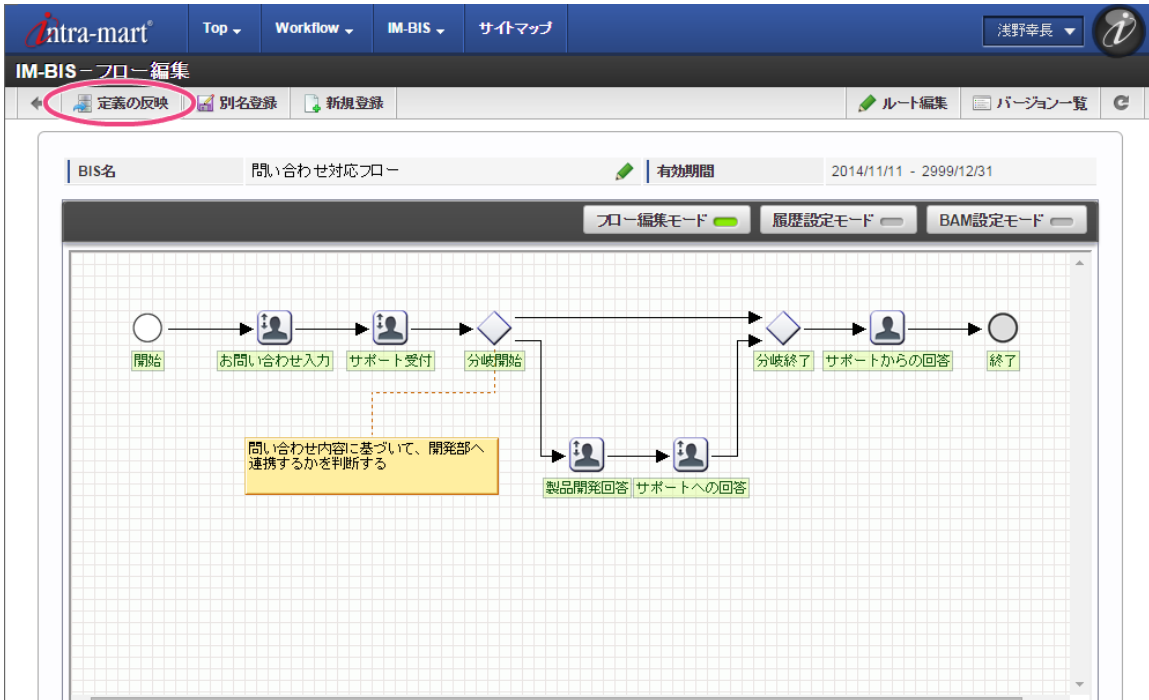 intra-mart® Top Workflow IM-BIS サイトマップ 浅野幸長
IM-BIS－フロー編集
定義の反映 別名登録 新規登録 ルート編集 バージョン一覧
BIS名 問い合わせ対応フロー 有効期間 2014/11/11 - 2999/12/31
フロー編集モード 履歴設定モード BAM設定モード
開始 お問い合わせ入力 サポート受付 分岐開始 分岐終了 サポートからの回答 終了
問い合わせ内容に基づいて、開発部へ
連携するかを判断する
製品開発回答 サポートへの回答